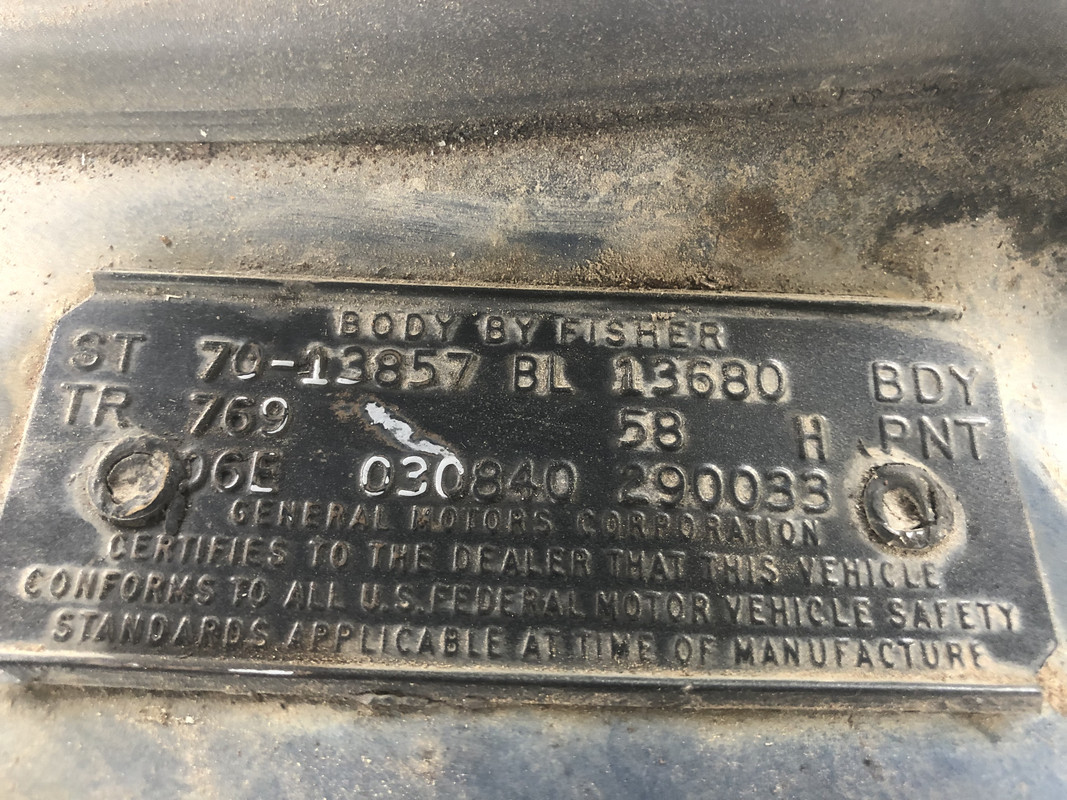 BODY BY FISHER
ST 70-13857 BL 13680 BDY
TR 769 58 H PNT
06E 030840 290033
GENERAL MOTORS CORPORATION
CERTIFIES TO THE DEALER THAT THIS VEHICLE
CONFORMS TO ALL U.S. FEDERAL MOTOR VEHICLE SAFETY
STANDARDS APPLICABLE AT TIME OF MANUFACTURE